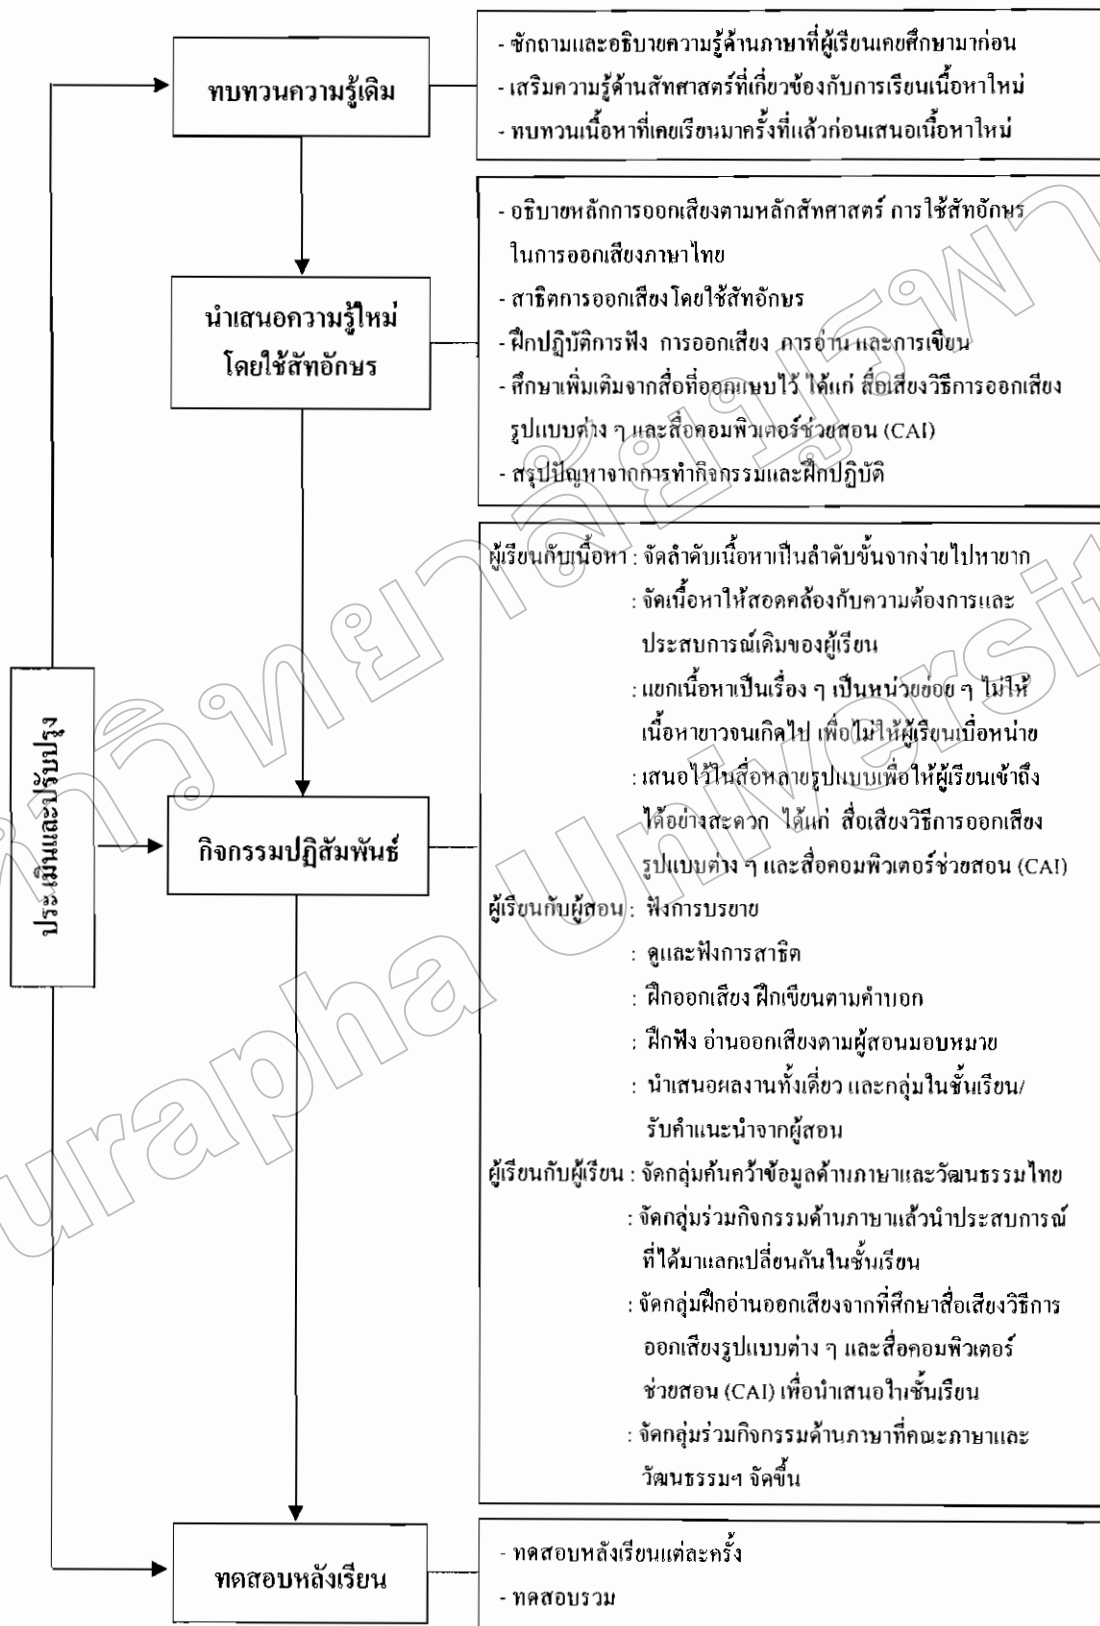 ทบทวนความรู้เดิม
- ซักถามและอธิบายความรู้ด้านภาษาที่ผู้เรียนเคยศึกษามาก่อน
- เสริมความรู้ด้านสัทศาสตร์ที่เกี่ยวข้องกับการเรียนเนื้อหาใหม่
- ทบทวนเนื้อหาที่เคยเรียนมาครั้งที่แล้วก่อนเสนอเนื้อหาใหม่
นำเสนอความรู้ใหม่
โดยใช้สัทอักษร
- อธิบายหลักการออกเสียงตามหลักสัทศาสตร์ การใช้สัทอักษร
ในการออกเสียงภาษาไทย
- สาธิตการออกเสียงโดยใช้สัทอักษร
- ฝึกปฏิบัติการฟัง การออกเสียง การอ่าน และการเขียน
- ศึกษาเพิ่มเติมจากสื่อที่ออกแบบไว้ ได้แก่ สื่อเสียงวิธีการออกเสียง
รูปแบบต่าง ๆ และสื่อคอมพิวเตอร์ช่วยสอน (CAI)
- สรุปปัญหาจากการทำกิจกรรมและฝึกปฏิบัติ
ประเมินและปรับปรุง
กิจกรรมปฏิสัมพันธ์
ผู้เรียนกับเนื้อหา : จัดลำดับเนื้อหาเป็นลำดับขั้นจากง่ายไปหายาก
: จัดเนื้อหาให้สอดคล้องกับความต้องการและ
ประสบการณ์เดิมของผู้เรียน
: แยกเนื้อหาเป็นเรื่อง ๆ เป็นหน่วยย่อย ๆ ไม่ให้
เนื้อหายาวจนเกิดไป เพื่อไม่ให้ผู้เรียนเบื่อหน่าย
: เสนอไว้ในสื่อหลายรูปแบบเพื่อให้ผู้เรียนเข้าถึง
ได้อย่างสะดวก ได้แก่ สื่อเสียงวิธีการออกเสียง
รูปแบบต่าง ๆ และสื่อคอมพิวเตอร์ช่วยสอน (CAI)
ผู้เรียนกับผู้สอน : ฟังการบรรยาย
: ดูและฟังการสาธิต
: ฝึกออกเสียง ฝึกเขียนตามคำบอก
: ฝึกฟัง อ่านออกเสียงตามผู้สอนมอบหมาย
: นำเสนอผลงานทั้งเดี่ยว และกลุ่มในชั้นเรียน/
รับคำแนะนำจากผู้สอน
ผู้เรียนกับผู้เรียน : จัดกลุ่มค้นคว้าข้อมูลด้านภาษาและวัฒนธรรมไทย
: จัดกลุ่มร่วมกิจกรรมด้านภาษาแล้วนำประสบการณ์
ที่ได้มาแลกเปลี่ยนกันในชั้นเรียน
: จัดกลุ่มฝึกอ่านออกเสียงจากที่ศึกษาสื่อเสียงวิธีการ
ออกเสียงรูปแบบต่าง ๆ และสื่อคอมพิวเตอร์
ช่วยสอน (CAI) เพื่อนำเสนอในชั้นเรียน
: จัดกลุ่มร่วมกิจกรรมด้านภาษาที่คณะภาษาและ
วัฒนธรรมฯ จัดขึ้น
ทดสอบหลังเรียน
- ทดสอบหลังเรียนแต่ละครั้ง
- ทดสอบรวม